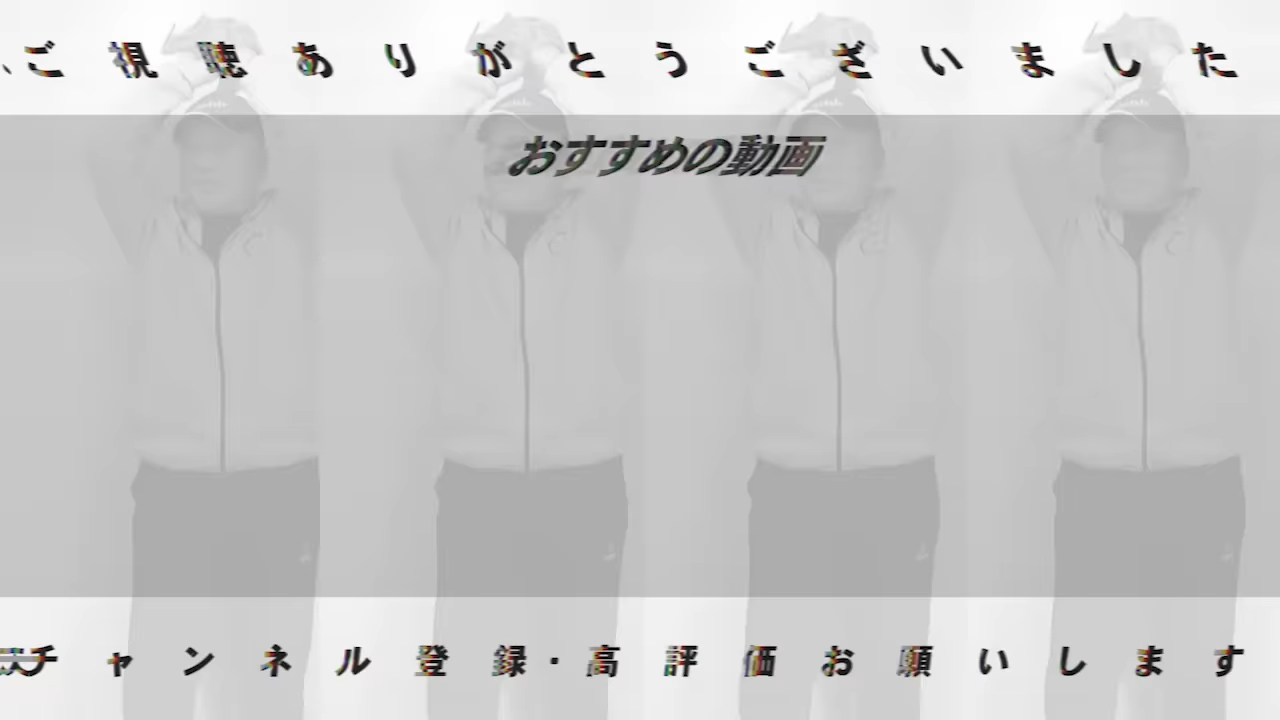 ご視聴ありがとうございました
おすすめの動画
チャンネル登録・高評価お願いします